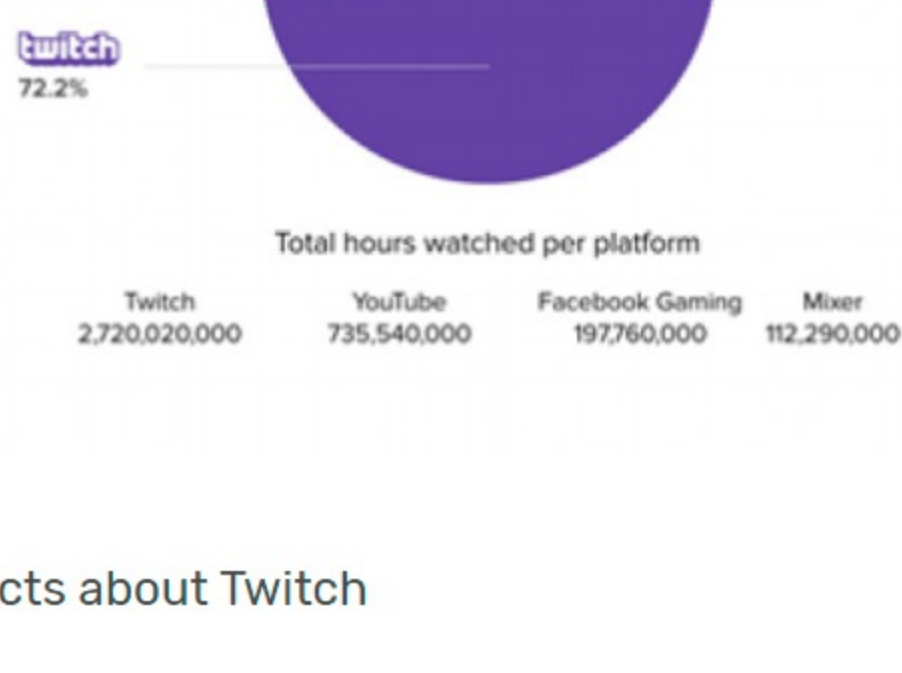 twitch
72.2%
Total hours watched per platform
Twitch YouTube Facebook Gaming Mixer
2,720,020,000 735,540,000 197,760,000 112,290,000
cts about Twitch